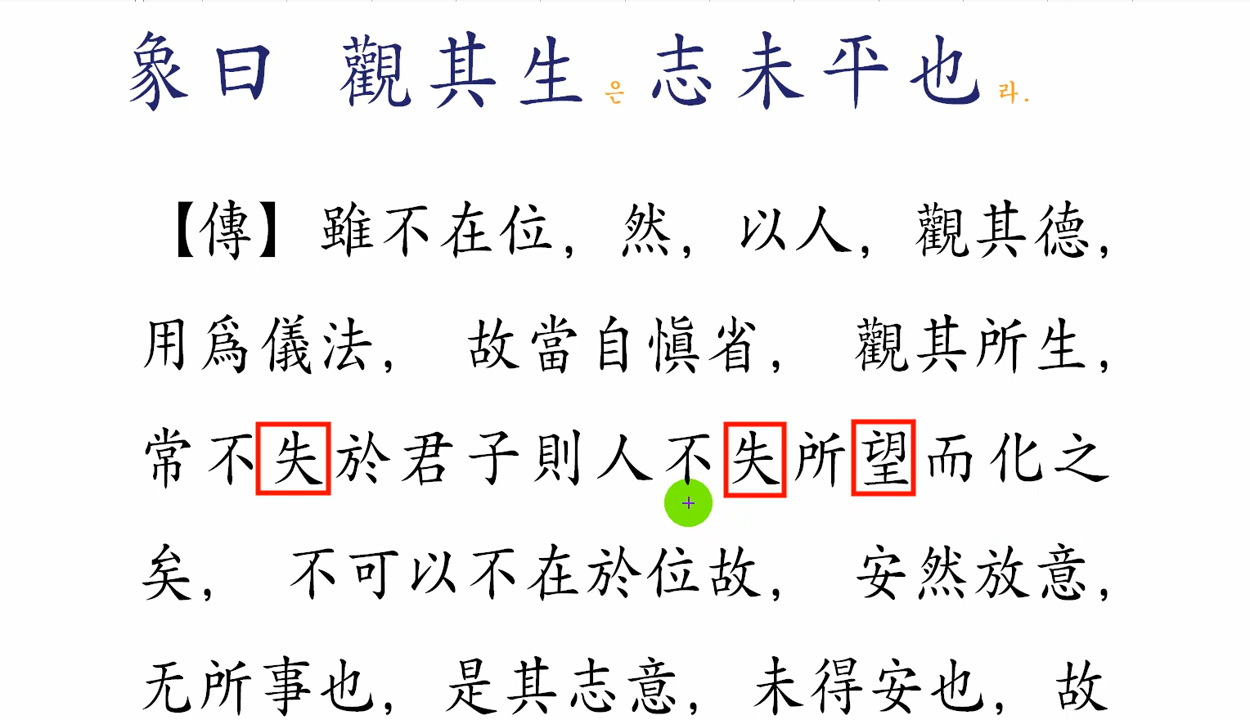 象曰 觀其生은 志未平也라.
【傳】雖不在位, 然, 以人, 觀其德,
用爲儀法, 故當自愼省, 觀其所生,
常不失於君子則人不失所望而化之
矣, 不可以不在於位故, 安然放意,
无所事也, 是其志意, 未得安也, 故